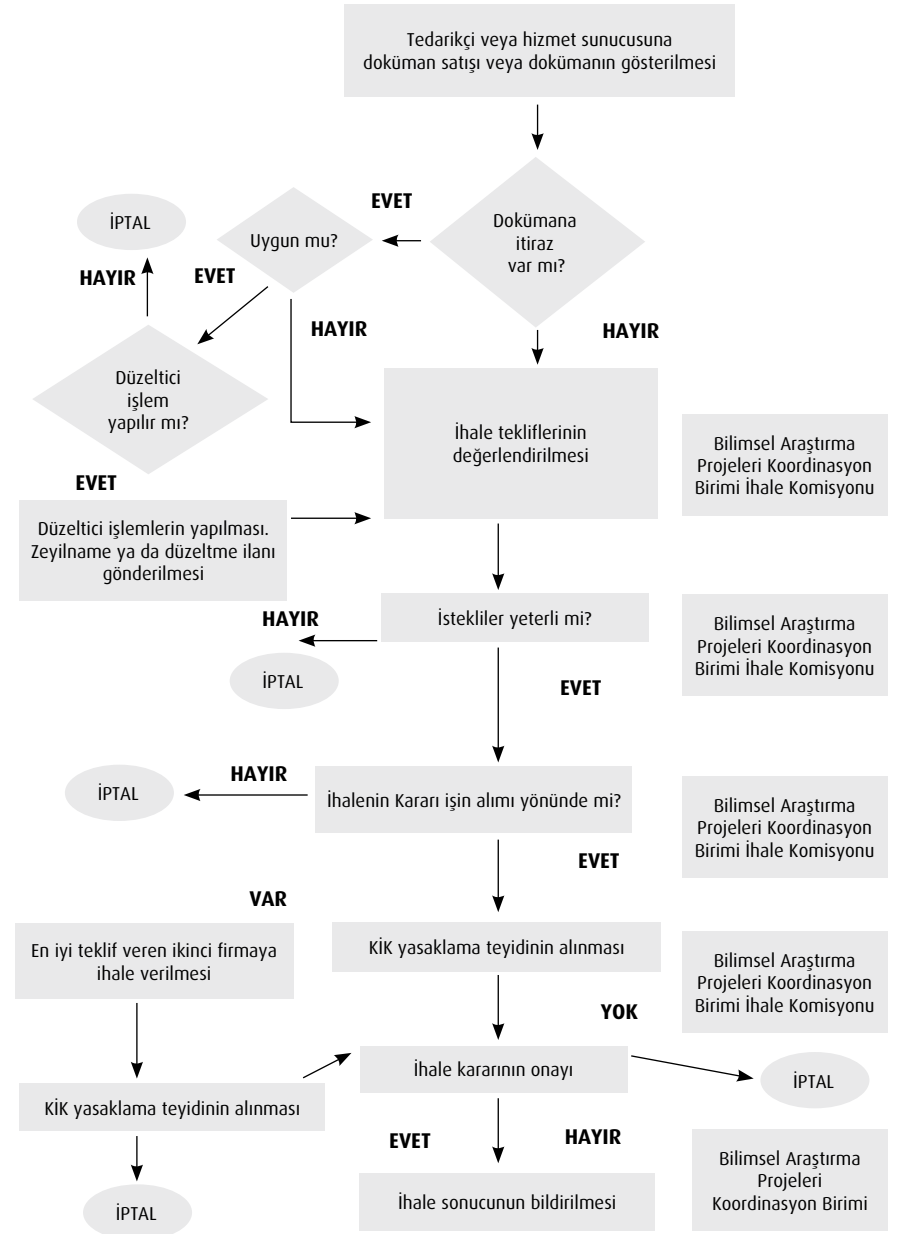 Tedarikçi veya hizmet sunucusuna
doküman satışı veya dokümanın gösterilmesi
EVET
Dokümana
itiraz
var mı?
Uygun mu?
İPTAL
HAYIR
EVET
HAYIR
HAYIR
Düzeltici
işlem
yapılır mı?
İhale tekliflerinin
değerlendirilmesi
Bilimsel Araştırma
Projeleri Koordinasyon
Birimi İhale Komisyonu
EVET
Düzeltici işlemlerin yapılması.
Zeyilname ya da düzeltme ilanı
gönderilmesi
İstekliler yeterli mi?
HAYIR
İPTAL
Bilimsel Araştırma
Projeleri Koordinasyon
Birimi İhale Komisyonu
EVET
HAYIR
İPTAL
İhalenin Kararı işin alımı yönünde mi?
Bilimsel Araştırma
Projeleri Koordinasyon
Birimi İhale Komisyonu
EVET
VAR
En iyi teklif veren ikinci firmaya
ihale verilmesi
KİK yasaklama teyidinin alınması
Bilimsel Araştırma
Projeleri Koordinasyon
Birimi İhale Komisyonu
YOK
İhale kararının onayı
İPTAL
KİK yasaklama teyidinin alınması
EVET
HAYIR
Bilimsel Araştırma
Projeleri
Koordinasyon Birimi
İhale sonucunun bildirilmesi
İPTAL